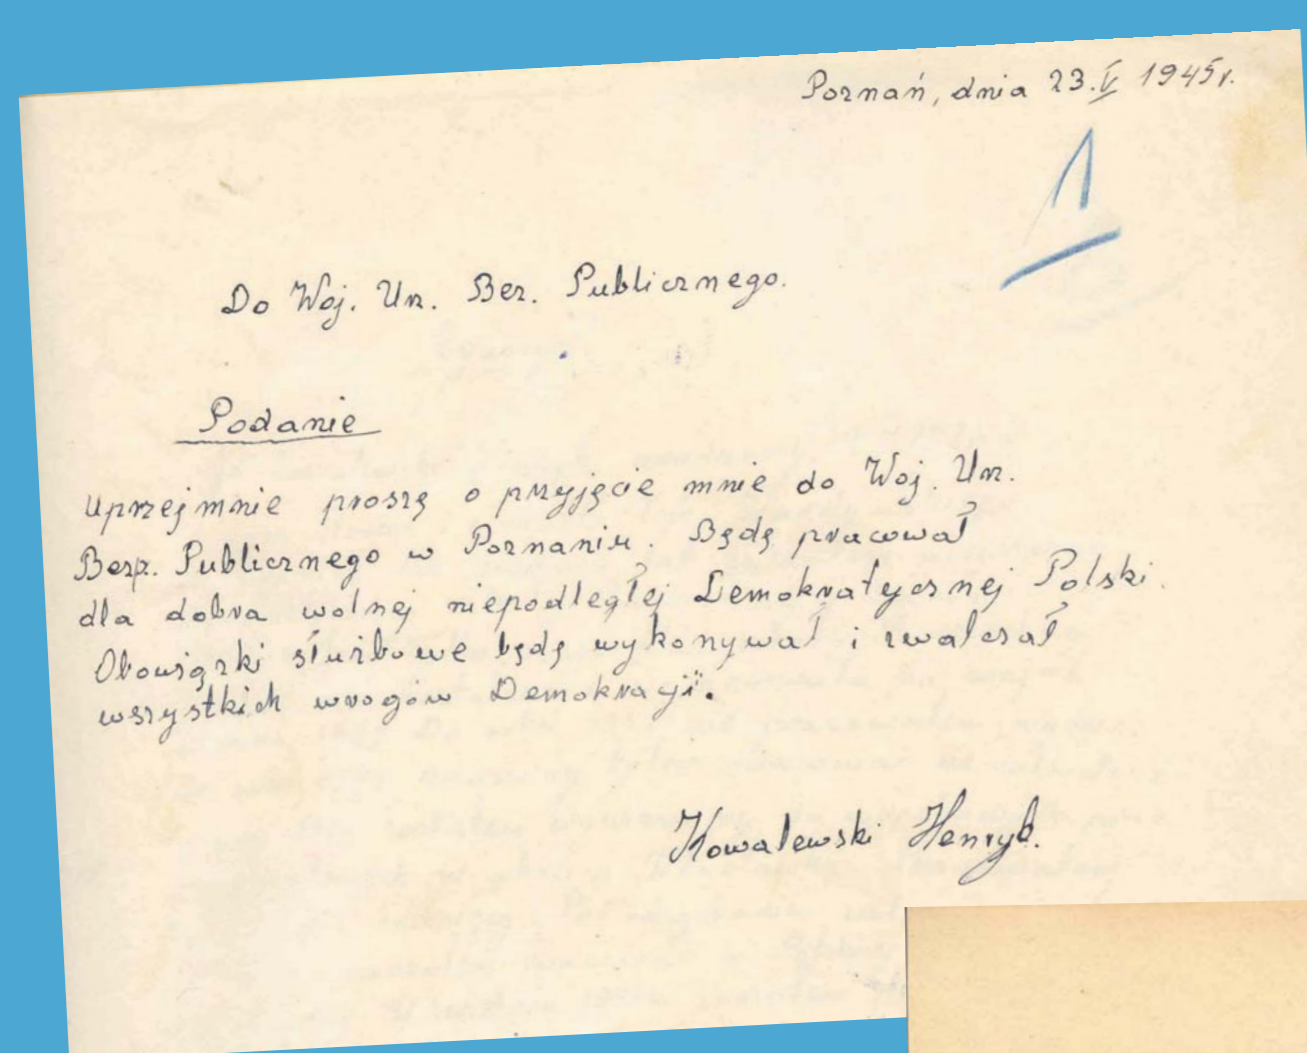 Poznań, dnia 23.V 1945r.
1
Do Woj. Urz. Bez. Publicznego.
Podanie
Uprzejmnie proszę o przyjęcie mnie do Woj. Urz.
Bezp. Publicznego w Poznaniu. Będę pracował
dla dobra wolnej niepodległej Demokratycznej Polski.
Obowiązki służbowe będę wykonywał i zwalczał
wszystkich wrogów Demokracji.
Kowalewski Henryk.